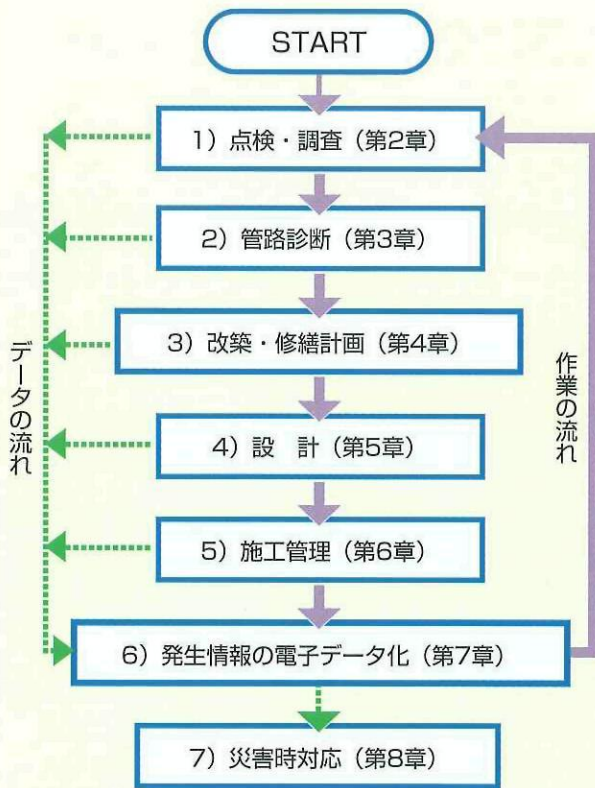 START
1）点検・調査（第2章）
2）管路診断（第3章）
3）改築・修繕計画（第4章）
4）設　計（第5章）
5）施工管理（第6章）
6）発生情報の電子データ化（第7章）
7）災害時対応（第8章）
データの流れ
作業の流れ